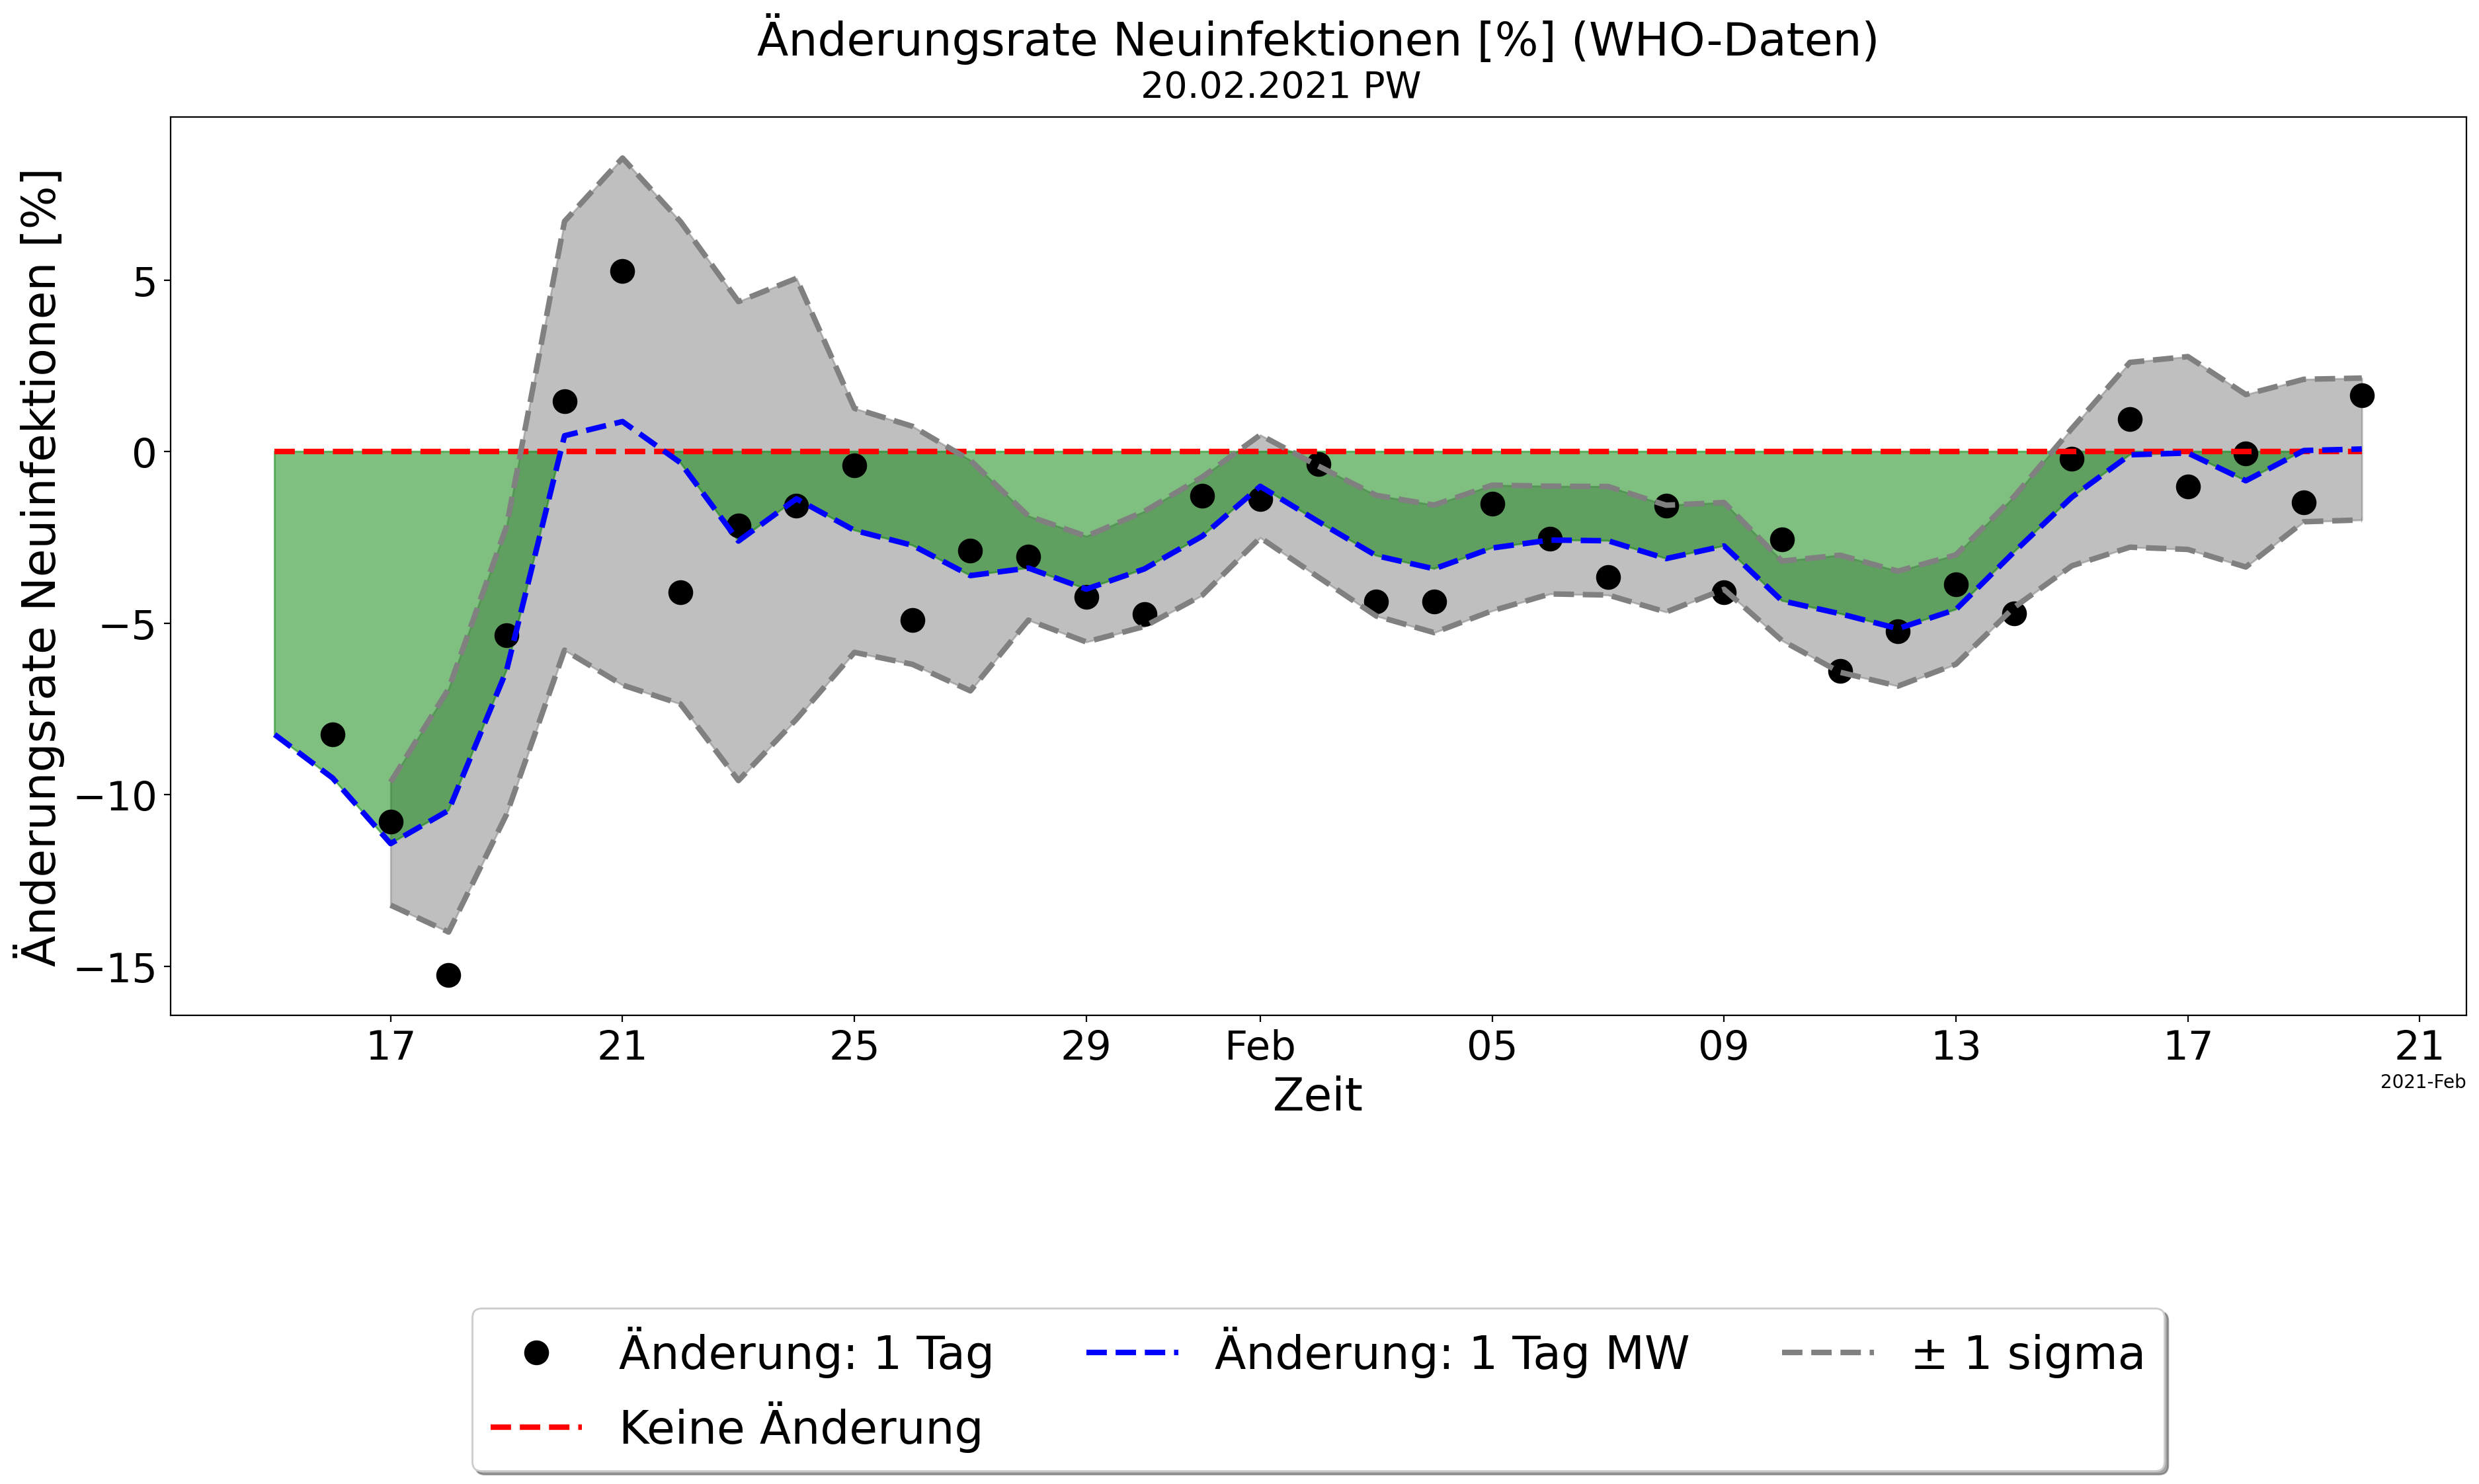 Änderungsrate Neuinfektionen [%] (WHO-Daten)
20.02.2021 PW
Änderungsrate Neuinfektionen [%]
5
0
−5
−10
−15
17 21 25 29 Feb 05 09 13 17 21
2021-Feb
Zeit
Änderung: 1 Tag
Keine Änderung
Änderung: 1 Tag MW
± 1 sigma